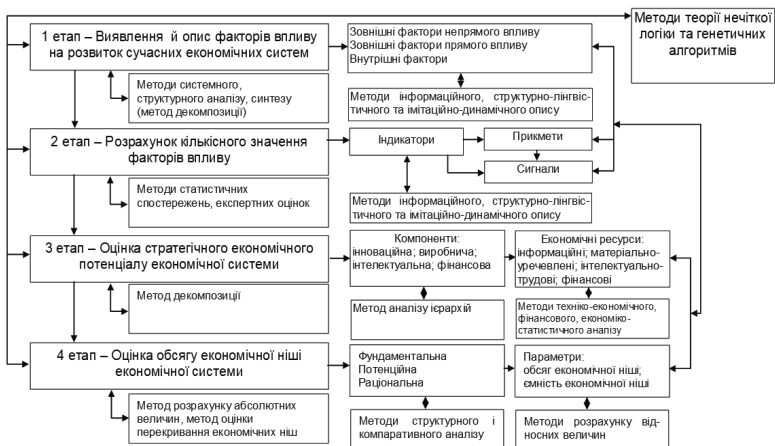 1 етап – Виявлення й опис факторів впливу
на розвиток сучасних економічних систем
Зовнішні фактори непрямого впливу
Зовнішні фактори прямого впливу
Внутрішні фактори
Методи теорії нечіткої
логіки та генетичних
алгоритмів
Методи системного,
структурного аналізу, синтезу
(метод декомпозиції)
Методи інформаційного, структурно-лінгвіс-
тичного та імітаційно-динамічного опису
2 етап – Розрахунок кількісного значення
факторів впливу
Індикатори
Прикмети
Сигнали
Методи статистичних
спостережень, експертних оцінок
Методи інформаційного, структурно-лінгвіс-
тичного та імітаційно-динамічного опису
3 етап – Оцінка стратегічного економічного
потенціалу економічної системи
Компоненти:
інноваційна; виробнича;
інтелектуальна; фінансова
Економічні ресурси:
інформаційні; матеріально-
уречевлені; інтелектуально-
трудові; фінансові
Метод декомпозиції
Метод аналізу ієрархій
Методи техніко-економічного,
фінансового, економіко-
статистичного аналізу
4 етап – Оцінка обсягу економічної ніші
економічної системи
Фундаментальна
Потенційна
Раціональна
Параметри:
обсяг економічної ніші;
ємність економічної ніші
Метод розрахунку абсолютних
величин, метод оцінки
перекривання економічних ніш
Методи структурного і
компаративного аналізу
Методи розрахунку від-
носних величин